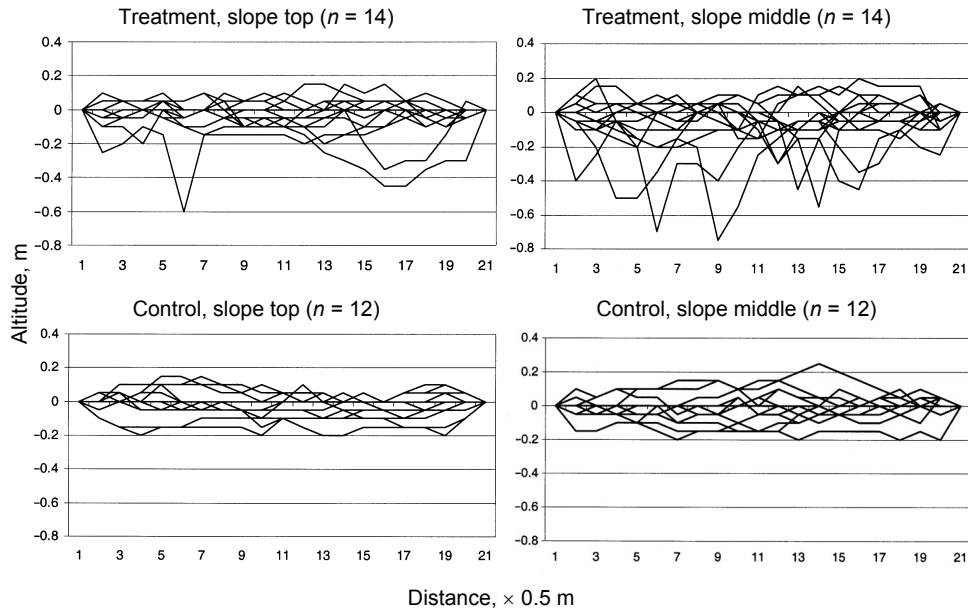 Treatment, slope top (n = 14)
Treatment, slope middle (n = 14)
0.4
0.2
0
−0.2
−0.4
−0.6
−0.8
1 3 5 7 9 11 13 15 17 19 21
0.4
0.2
0
−0.2
−0.4
−0.6
−0.8
1 3 5 7 9 11 13 15 17 19 21
Altitude, m
Control, slope top (n = 12)
Control, slope middle (n = 12)
0.4
0.2
0
−0.2
−0.4
−0.6
−0.8
1 3 5 7 9 11 13 15 17 19 21
0.4
0.2
0
−0.2
−0.4
−0.6
−0.8
1 3 5 7 9 11 13 15 17 19 21
Distance, × 0.5 m